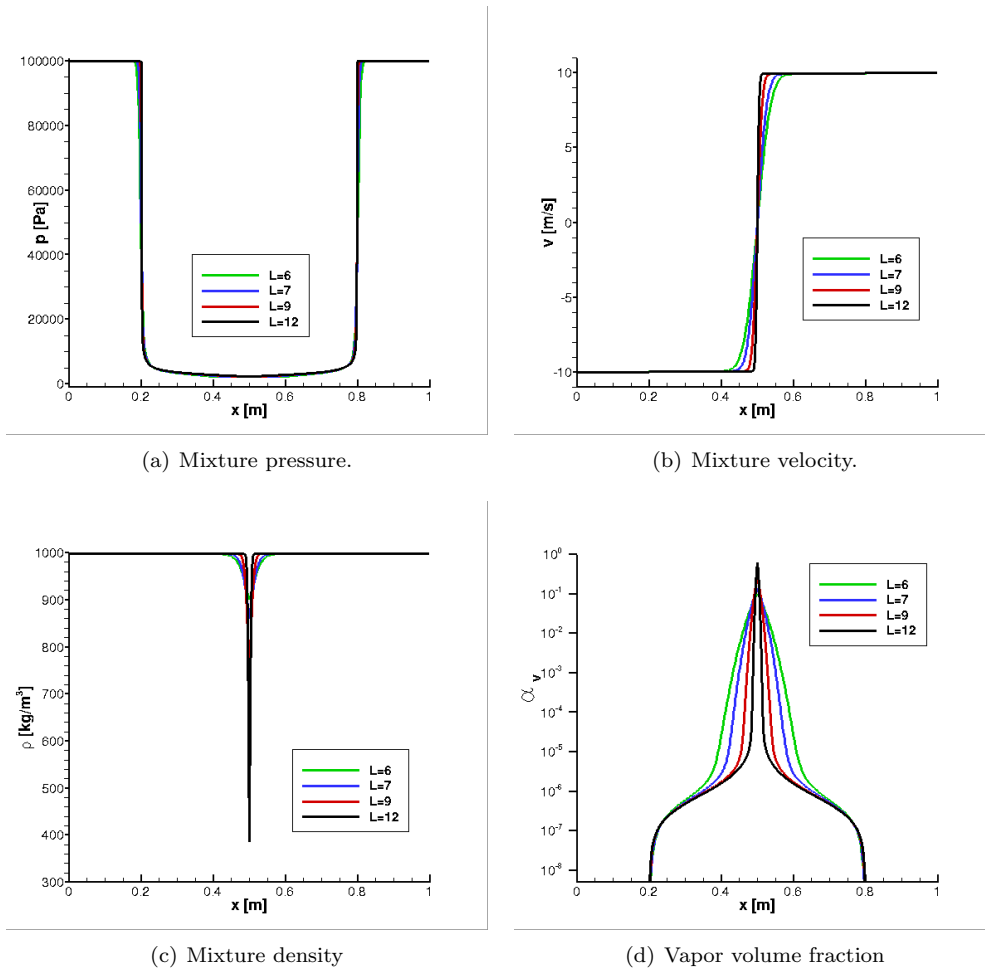 100000
80000
60000
40000
20000
0
p [Pa]
L=6
L=7
L=9
L=12
0
0.2
0.4
0.6
0.8
1
x [m]
(a) Mixture pressure.
10
5
0
-5
-10
v [m/s]
L=6
L=7
L=9
L=12
0
0.2
0.4
0.6
0.8
1
x [m]
(b) Mixture velocity.
1000
900
800
700
600
500
400
300
ρ [kg/m³]
L=6
L=7
L=9
L=12
0
0.2
0.4
0.6
0.8
1
x [m]
(c) Mixture density
10⁰
10⁻¹
10⁻²
10⁻³
10⁻⁴
10⁻⁵
10⁻⁶
10⁻⁷
10⁻⁸
αᵥ
L=6
L=7
L=9
L=12
0
0.2
0.4
0.6
0.8
1
x [m]
(d) Vapor volume fraction